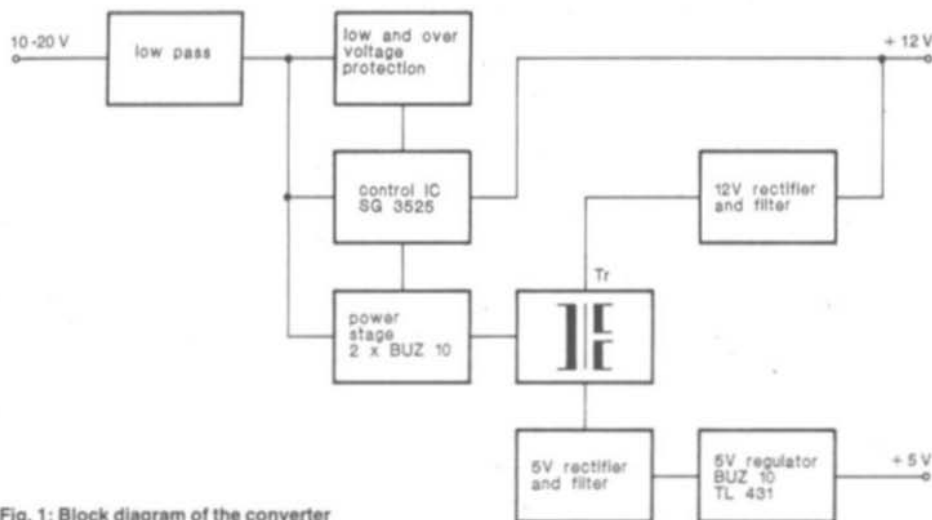 10-20 V
low pass
low and over
voltage
protection
+ 12 V
control IC
SG 3525
12V rectifier
and filter
Tr
power
stage
2 x BUZ 10
5V rectifier
and filter
5V regulator
BUZ 10
TL 431
+ 5 V
Fig. 1: Block diagram of the converter